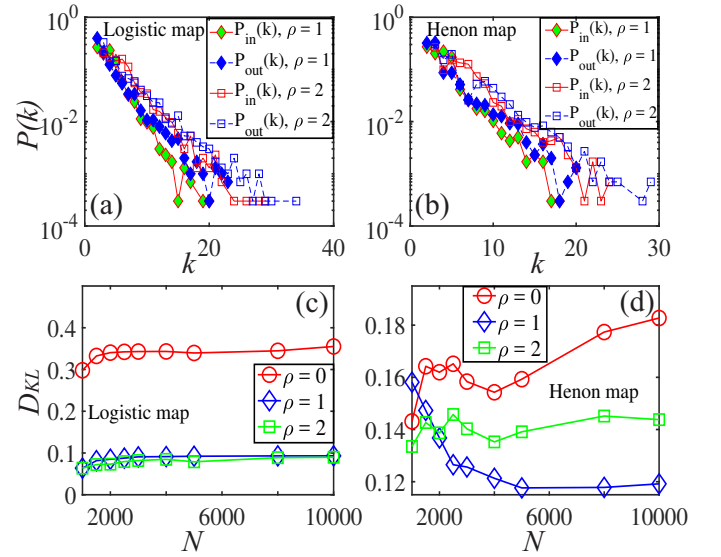 Logistic map
P_in(k), ρ = 1
P_out(k), ρ = 1
P_in(k), ρ = 2
P_out(k), ρ = 2
10^0
10^-2
10^-4
P(k)
(a)
0 20 40
k
Henon map
P_in(k), ρ = 1
P_out(k), ρ = 1
P_in(k), ρ = 2
P_out(k), ρ = 2
10^0
10^-2
10^-4
(b)
0 10 20 30
k
(c)
0.4
0.3
0.2
0.1
0
D_KL
ρ = 0
ρ = 1
ρ = 2
Logistic map
2000 6000 10000
N
(d)
ρ = 0
ρ = 1
ρ = 2
0.18
0.16
0.14
0.12
Henon map
2000 6000 10000
N